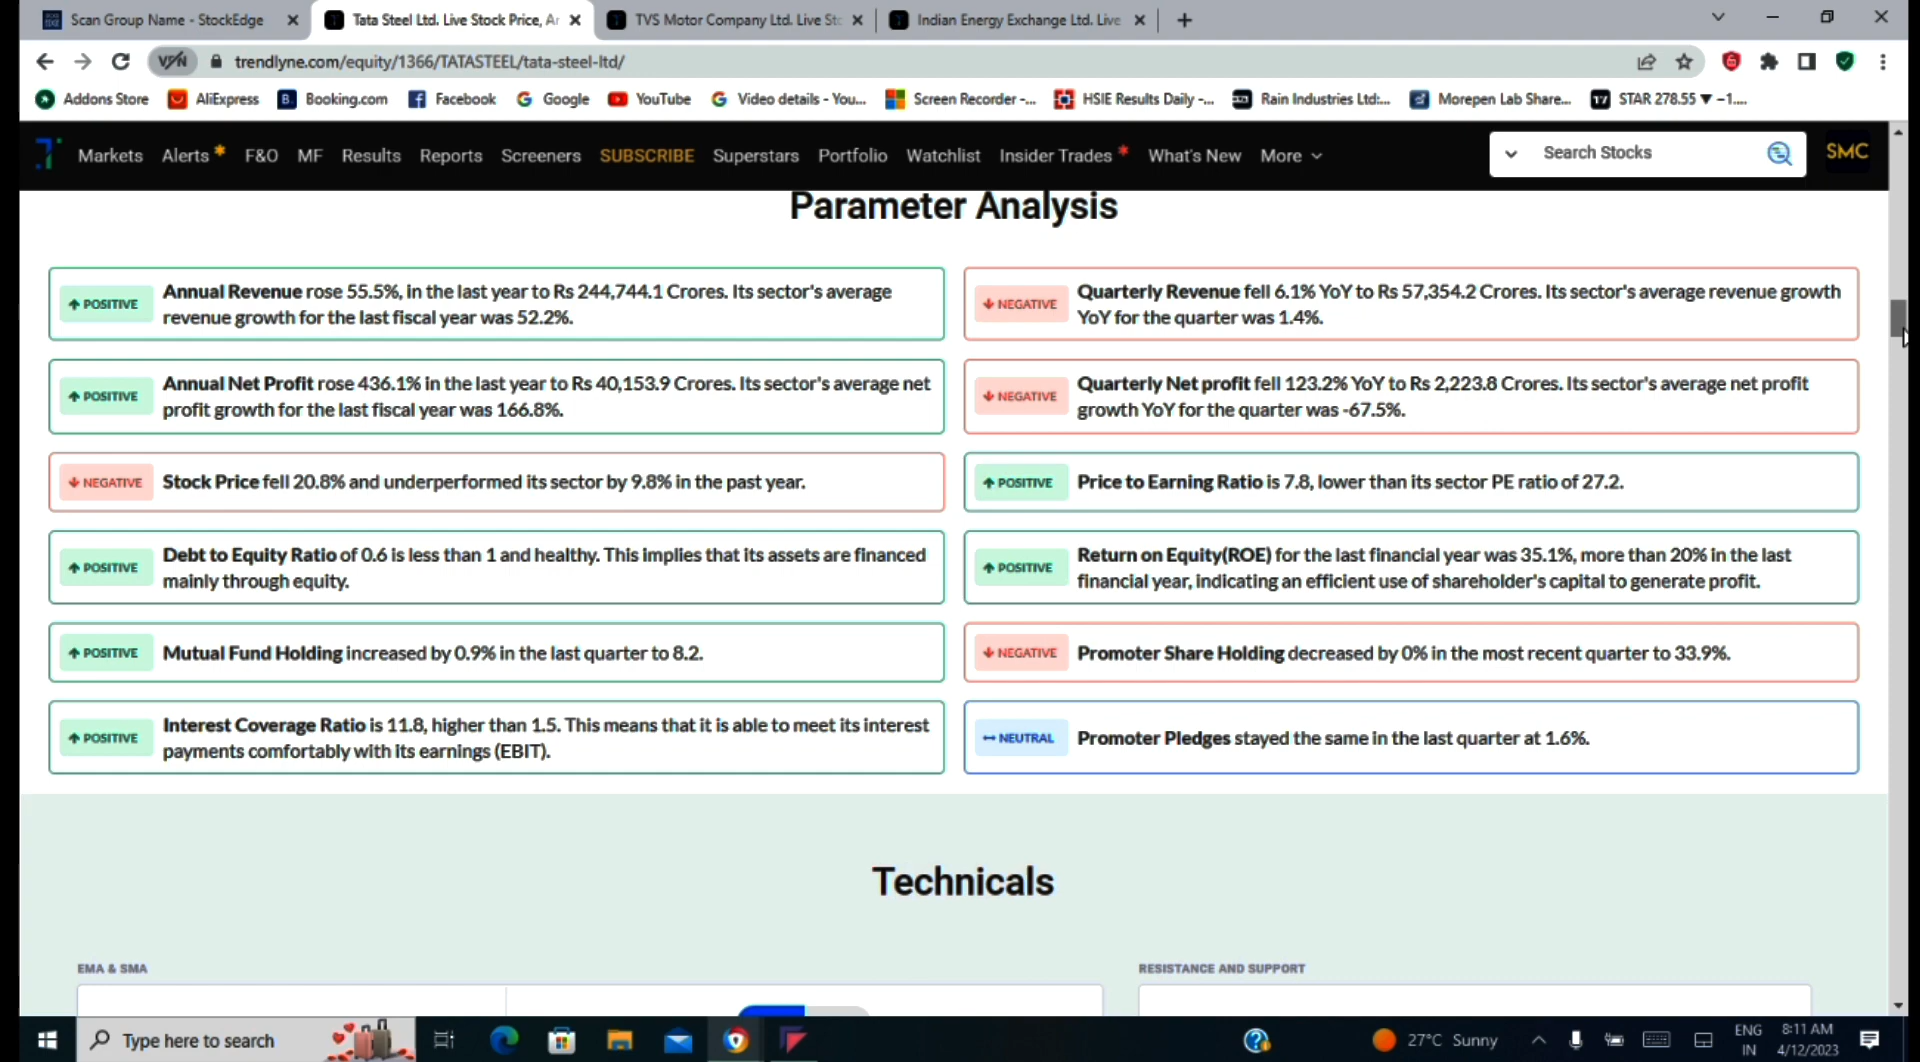 Scan Group Name - StockEdge
Tata Steel Ltd. Live Stock Price, Ar
TVS Motor Company Ltd. Live Sto
Indian Energy Exchange Ltd. Live
VPN
trendlyne.com/equity/1366/TATASTEEL/tata-steel-ltd/
Addons Store
AliExpress
B.
Booking.com
Facebook
Google
YouTube
Video details - You...
Screen Recorder -...
HSIE Results Daily -...
Rain Industries Ltd:...
Morepen Lab Share...
STAR 278.55 ▼ −1....
Markets Alerts* F&O MF Results Reports Screeners SUBSCRIBE Superstars Portfolio Watchlist Insider Trades* What's New More
Search Stocks
SMC
Parameter Analysis
POSITIVE
Annual Revenue rose 55.5%, in the last year to Rs 244,744.1 Crores. Its sector's average
revenue growth for the last fiscal year was 52.2%.
NEGATIVE
Quarterly Revenue fell 6.1% YoY to Rs 57,354.2 Crores. Its sector's average revenue growth
YoY for the quarter was 1.4%.
POSITIVE
Annual Net Profit rose 436.1% in the last year to Rs 40,153.9 Crores. Its sector's average net
profit growth for the last fiscal year was 166.8%.
NEGATIVE
Quarterly Net profit fell 123.2% YoY to Rs 2,223.8 Crores. Its sector's average net profit
growth YoY for the quarter was -67.5%.
NEGATIVE
Stock Price fell 20.8% and underperformed its sector by 9.8% in the past year.
POSITIVE
Price to Earning Ratio is 7.8, lower than its sector PE ratio of 27.2.
POSITIVE
Debt to Equity Ratio of 0.6 is less than 1 and healthy. This implies that its assets are financed
mainly through equity.
POSITIVE
Return on Equity(ROE) for the last financial year was 35.1%, more than 20% in the last
financial year, indicating an efficient use of shareholder's capital to generate profit.
POSITIVE
Mutual Fund Holding increased by 0.9% in the last quarter to 8.2.
NEGATIVE
Promoter Share Holding decreased by 0% in the most recent quarter to 33.9%.
POSITIVE
Interest Coverage Ratio is 11.8, higher than 1.5. This means that it is able to meet its interest
payments comfortably with its earnings (EBIT).
NEUTRAL
Promoter Pledges stayed the same in the last quarter at 1.6%.
Technicals
EMA & SMA
RESISTANCE AND SUPPORT
Type here to search
27°C Sunny
ENG
IN
8:11 AM
4/12/2023